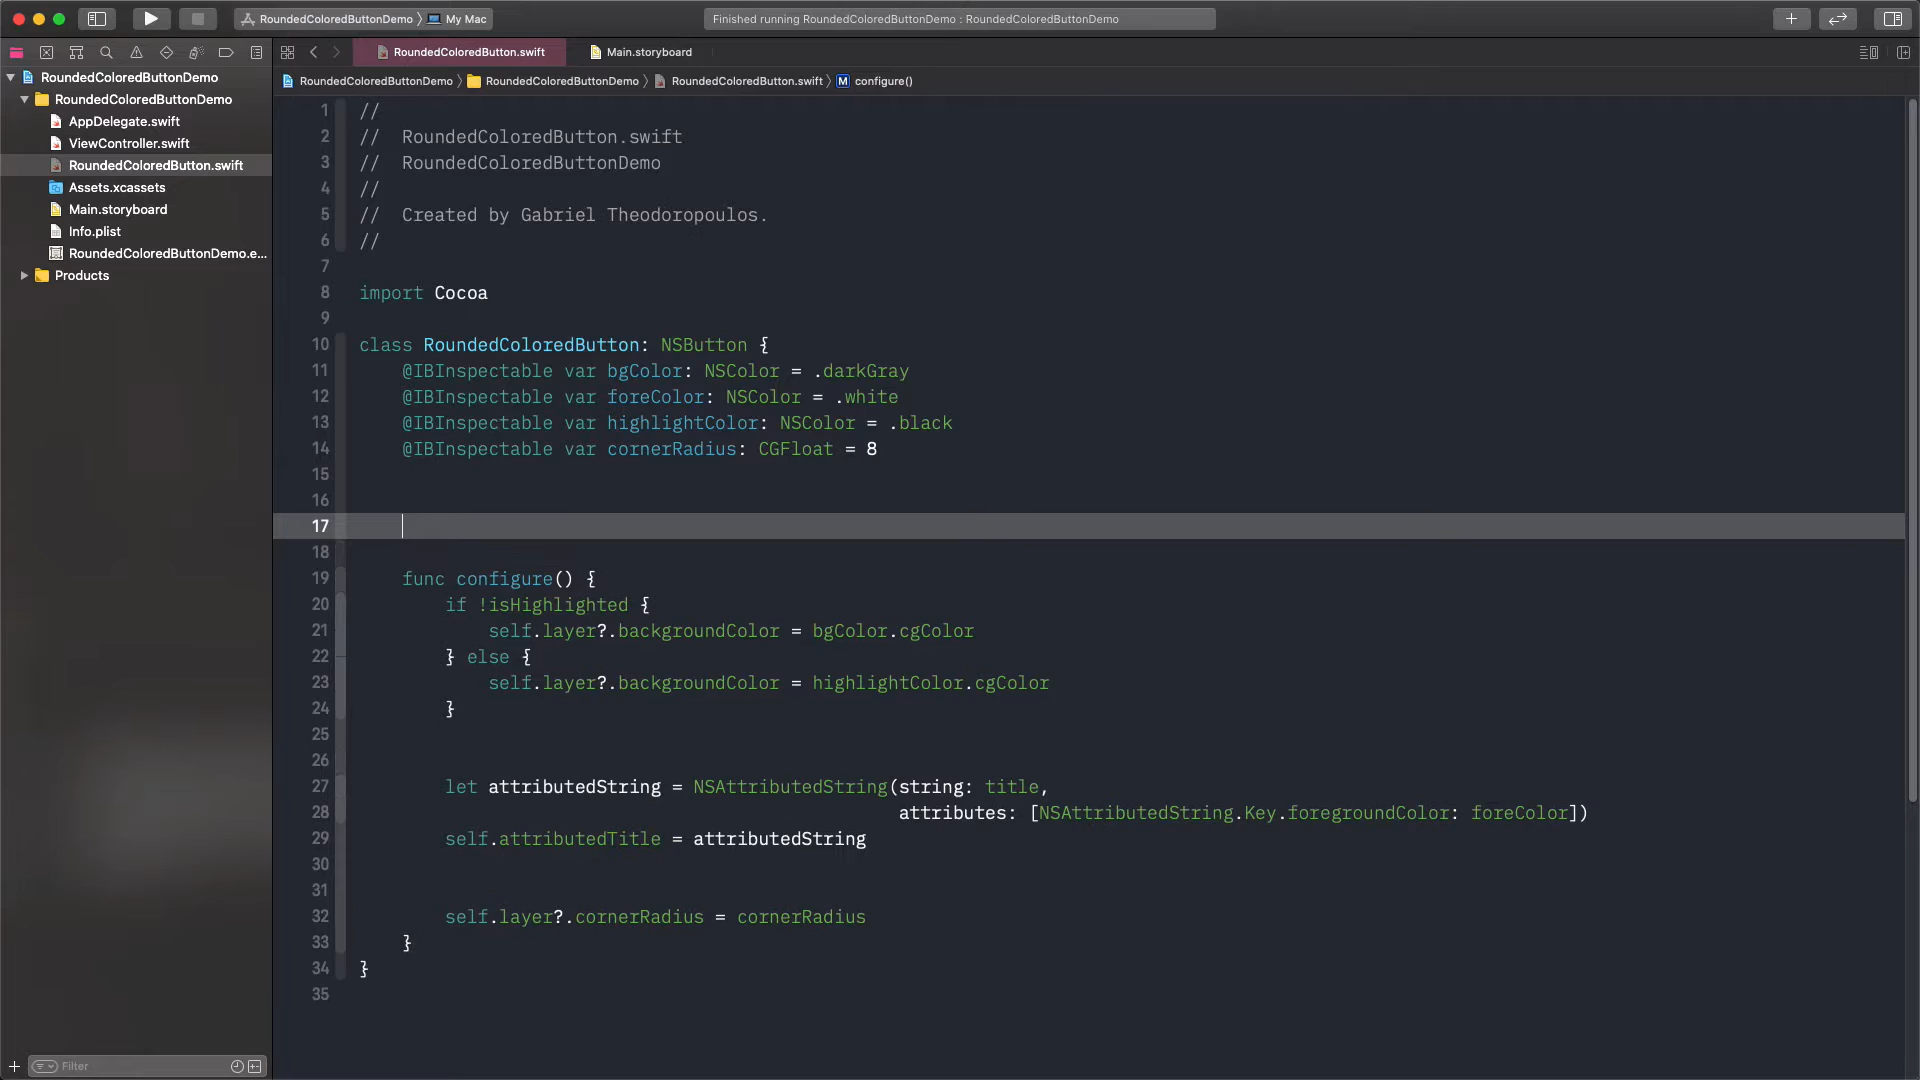 RoundedColoredButtonDemo 〉 My Mac
Finished running RoundedColoredButtonDemo : RoundedColoredButtonDemo
RoundedColoredButton.swift
Main.storyboard
RoundedColoredButtonDemo 〉 RoundedColoredButtonDemo 〉 RoundedColoredButton.swift 〉 M configure()
RoundedColoredButtonDemo
RoundedColoredButtonDemo
AppDelegate.swift
ViewController.swift
RoundedColoredButton.swift
Assets.xcassets
Main.storyboard
Info.plist
RoundedColoredButtonDemo.e...
Products
Filter
1 //
2 //  RoundedColoredButton.swift
3 //  RoundedColoredButtonDemo
4 //
5 //  Created by Gabriel Theodoropoulos.
6 //
7
8 import Cocoa
9
10 class RoundedColoredButton: NSButton {
11     @IBInspectable var bgColor: NSColor = .darkGray
12     @IBInspectable var foreColor: NSColor = .white
13     @IBInspectable var highlightColor: NSColor = .black
14     @IBInspectable var cornerRadius: CGFloat = 8
15
16
17
18
19     func configure() {
20         if !isHighlighted {
21             self.layer?.backgroundColor = bgColor.cgColor
22         } else {
23             self.layer?.backgroundColor = highlightColor.cgColor
24         }
25
26
27         let attributedString = NSAttributedString(string: title,
28                                                   attributes: [NSAttributedString.Key.foregroundColor: foreColor])
29         self.attributedTitle = attributedString
30
31
32         self.layer?.cornerRadius = cornerRadius
33     }
34 }
35